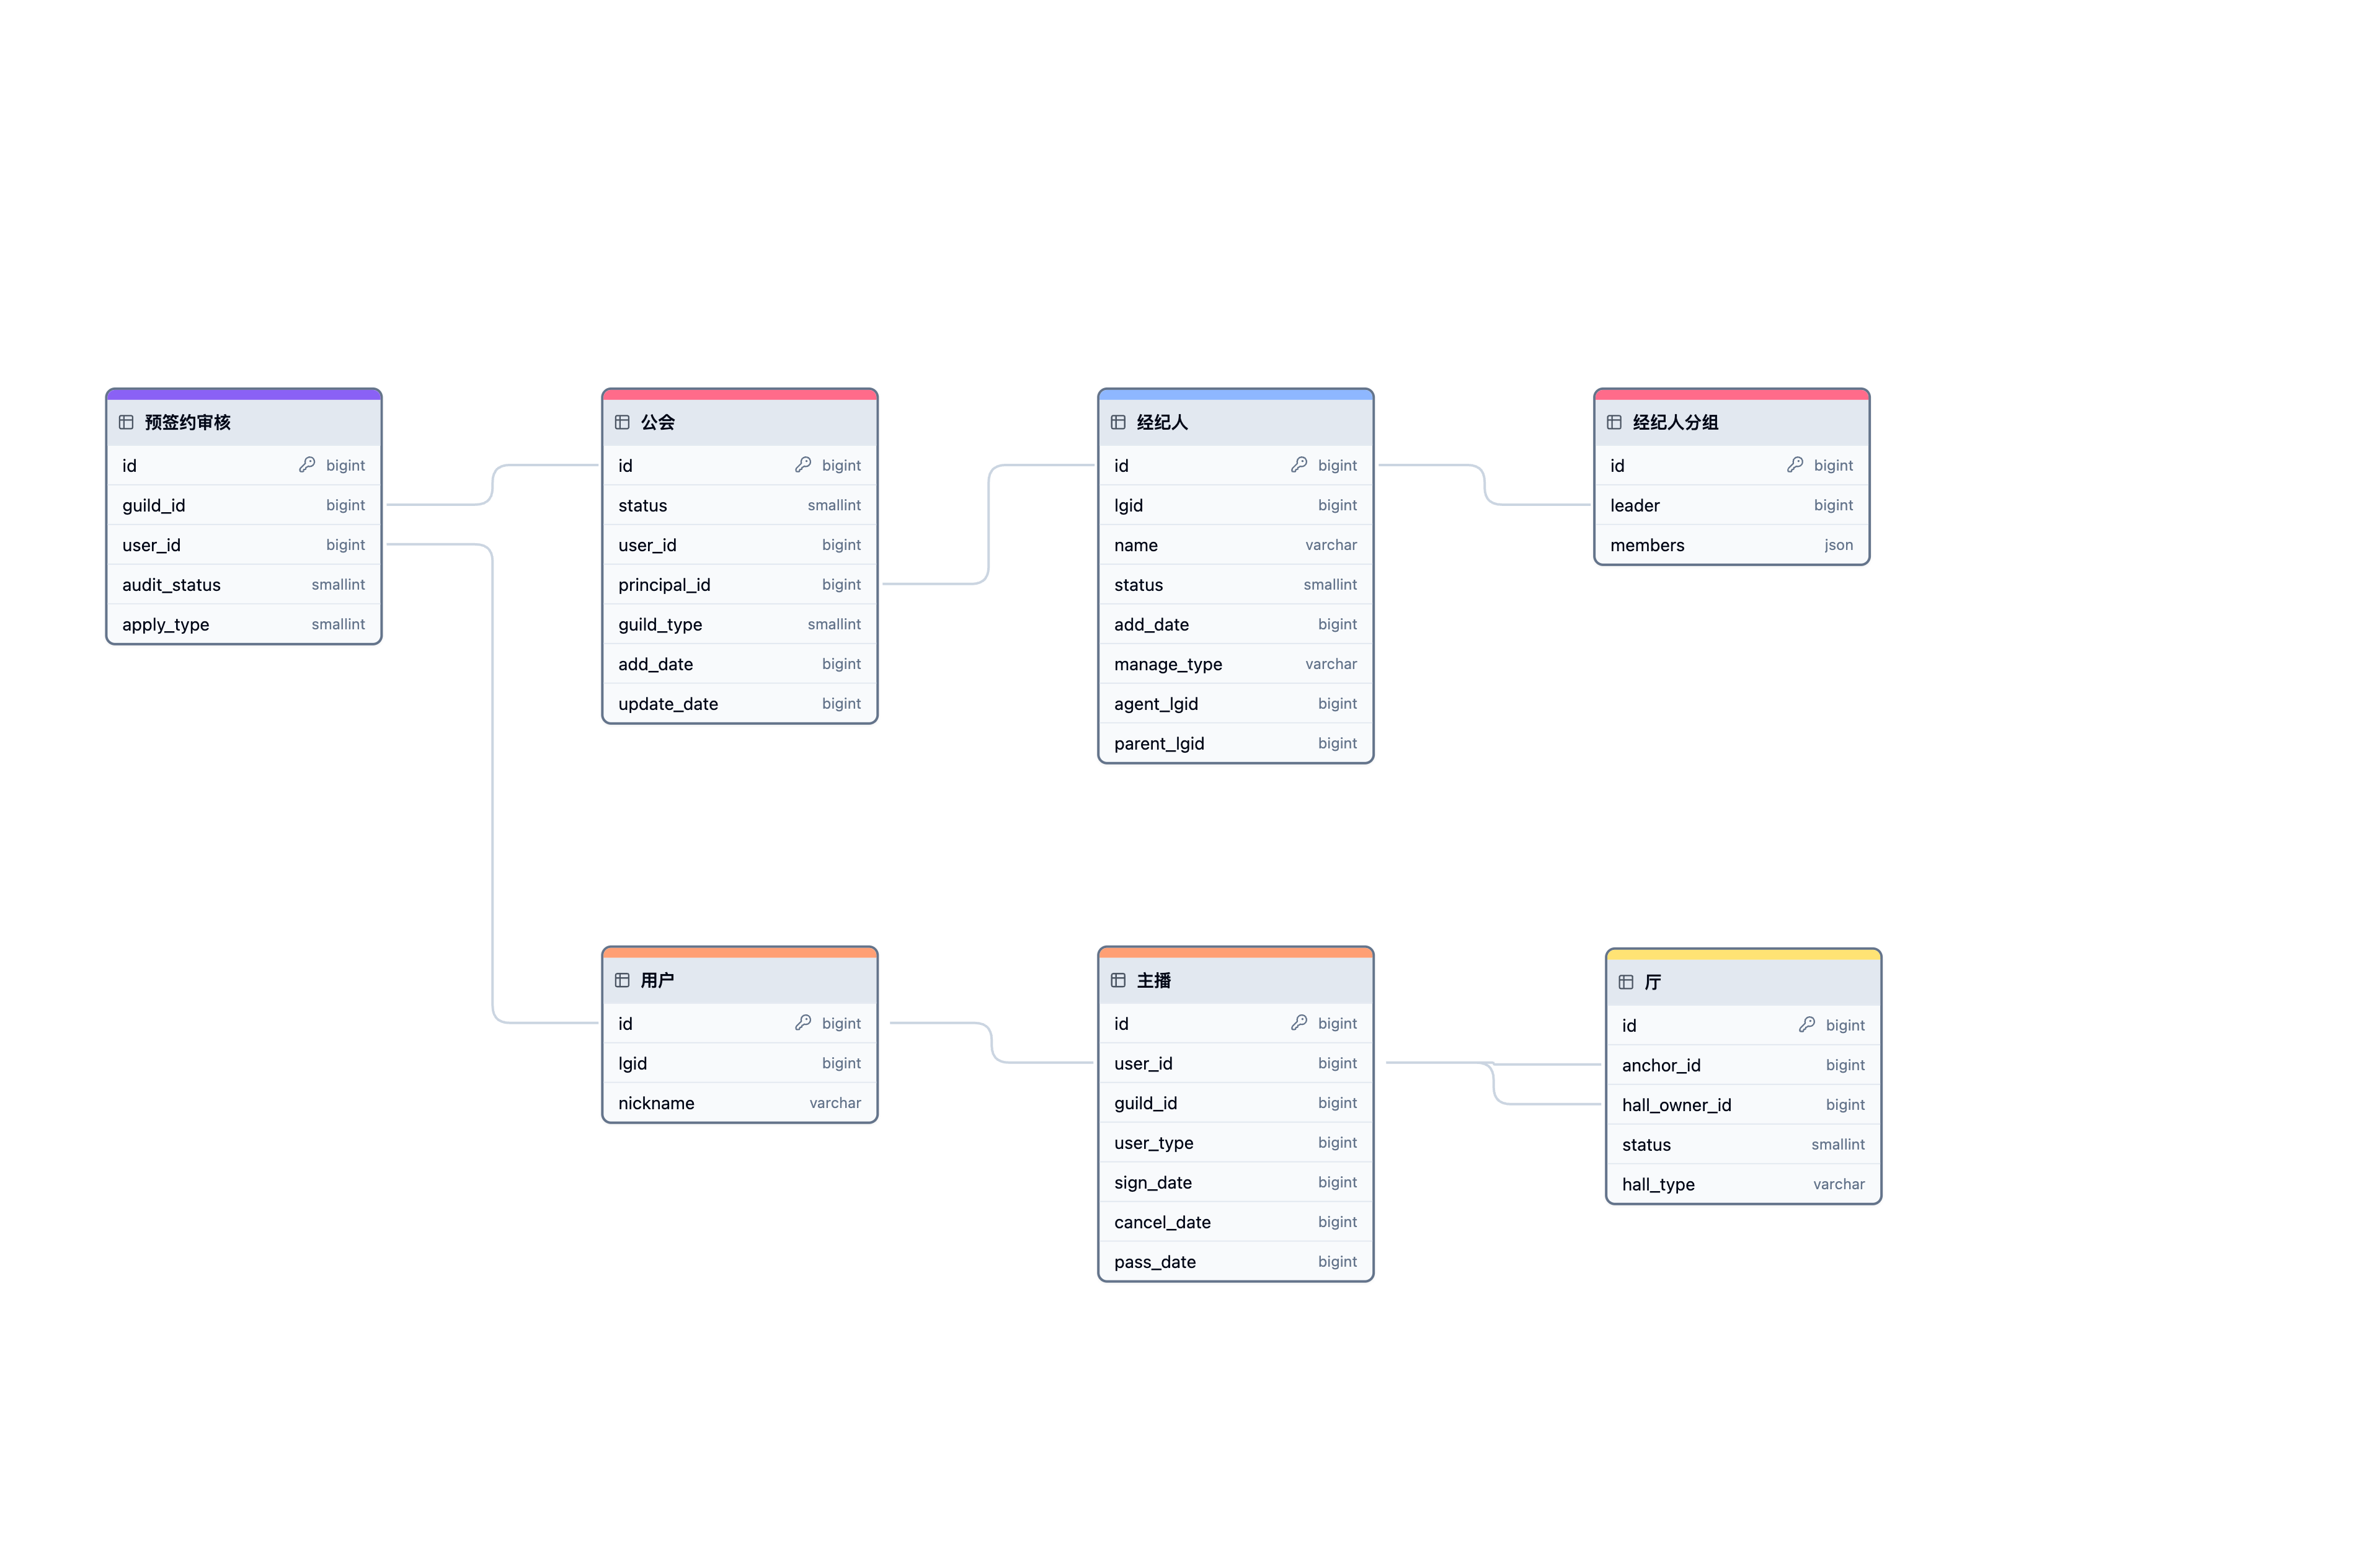 预签约审核
id bigint
guild_id bigint
user_id bigint
audit_status smallint
apply_type smallint
公会
id bigint
status smallint
user_id bigint
principal_id bigint
guild_type smallint
add_date bigint
update_date bigint
经纪人
id bigint
lgid bigint
name varchar
status smallint
add_date bigint
manage_type varchar
agent_lgid bigint
parent_lgid bigint
经纪人分组
id bigint
leader bigint
members json
用户
id bigint
lgid bigint
nickname varchar
主播
id bigint
user_id bigint
guild_id bigint
user_type bigint
sign_date bigint
cancel_date bigint
pass_date bigint
厅
id bigint
anchor_id bigint
hall_owner_id bigint
status smallint
hall_type varchar